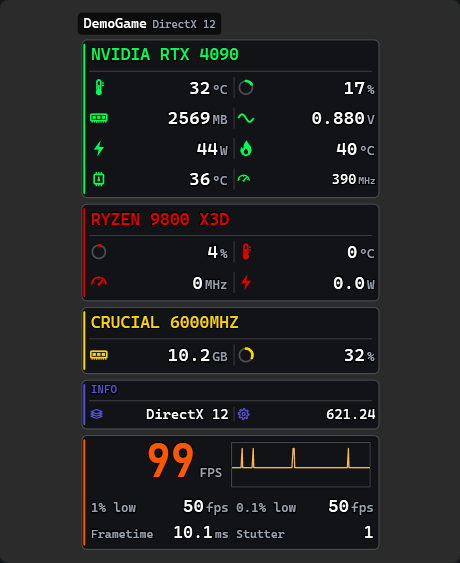 DemoGame DirectX 12
NVIDIA RTX 4090
32°C 17%
2569MB 0.880V
44W 40°C
36°C 390MHz
RYZEN 9800 X3D
4% 0°C
0MHz 0.0W
CRUCIAL 6000MHZ
10.2GB 32%
INFO
DirectX 12 621.24
99 FPS
1% low 50fps 0.1% low 50fps
Frametime 10.1ms Stutter 1